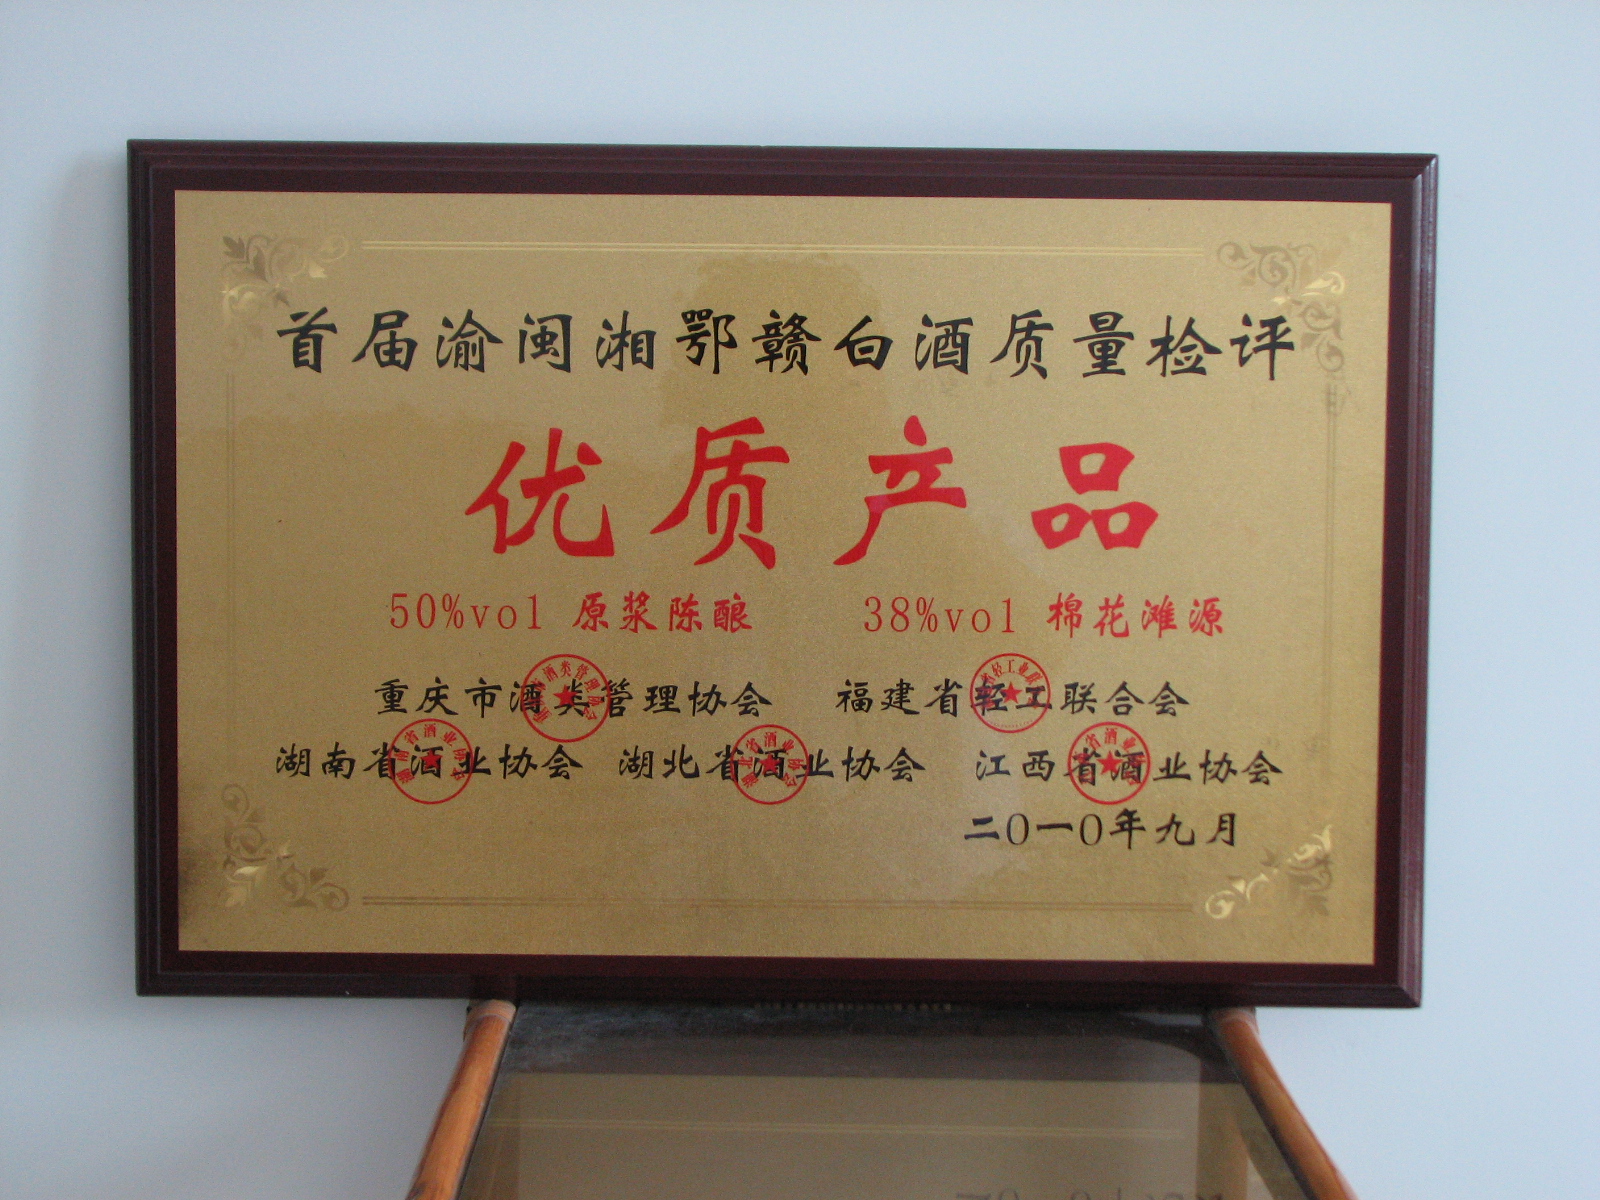 首届渝闽湘鄂赣白酒质量检评
优质产品
50%vol 原浆陈酿 38%vol 棉花滩源
重庆市酒类管理协会 福建省轻工联合会
湖南省酒业协会 湖北省酒业协会 江西省酒业协会
二〇一〇年九月